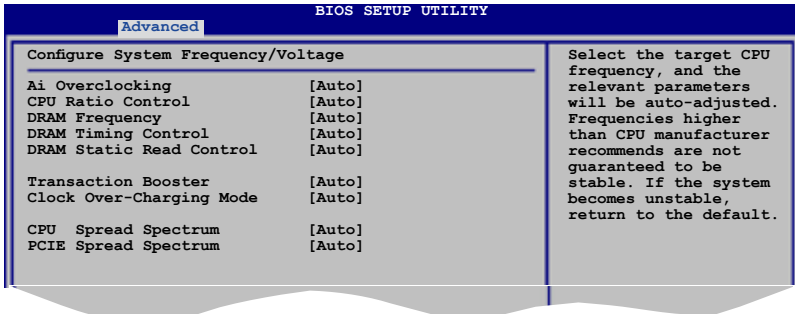 BIOS SETUP UTILITY
Advanced
Configure System Frequency/Voltage
Ai Overclocking [Auto]
CPU Ratio Control [Auto]
DRAM Frequency [Auto]
DRAM Timing Control [Auto]
DRAM Static Read Control [Auto]
Transaction Booster [Auto]
Clock Over-Charging Mode [Auto]
CPU Spread Spectrum [Auto]
PCIE Spread Spectrum [Auto]
Select the target CPU
frequency, and the
relevant parameters
will be auto-adjusted.
Frequencies higher
than CPU manufacturer
recommends are not
guaranteed to be
stable. If the system
becomes unstable,
return to the default.